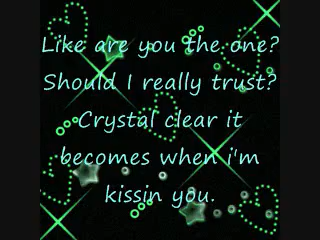 Like are you the one?
Should I really trust?
Crystal clear it
becomes when i'm
kissin you.